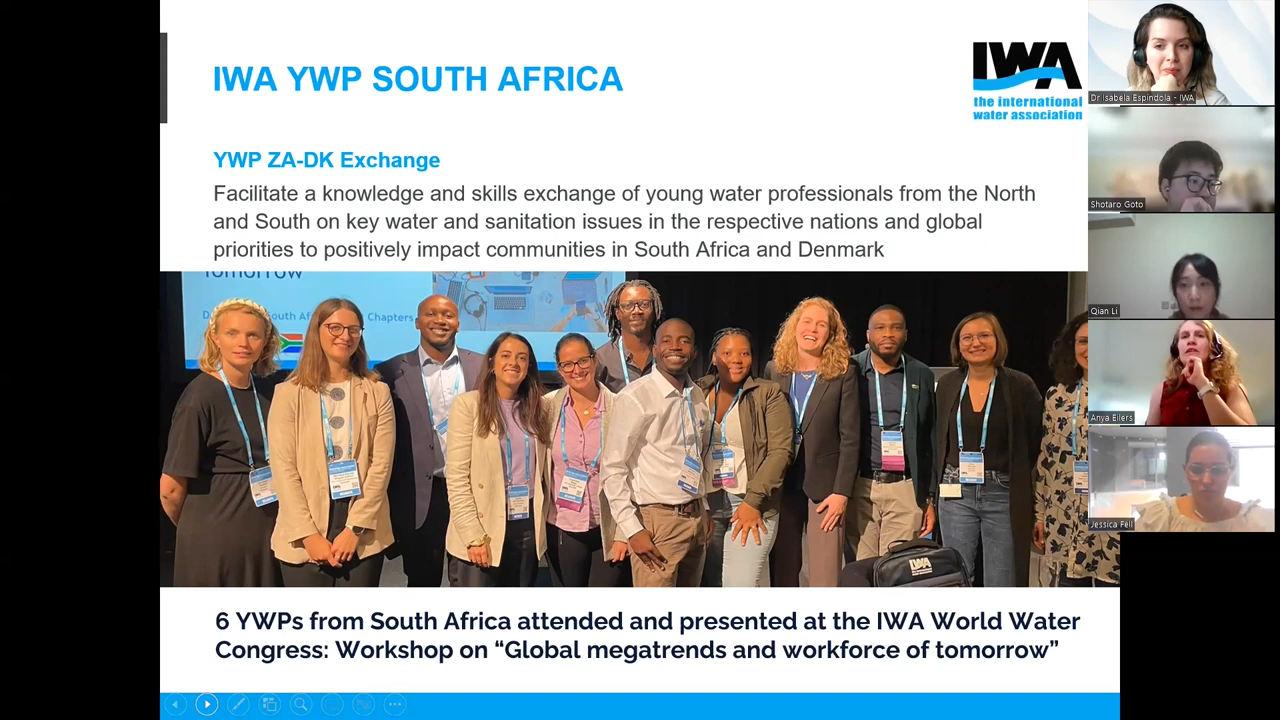 IWA YWP SOUTH AFRICA
IWA
the international
water association
YWP ZA-DK Exchange
Facilitate a knowledge and skills exchange of young water professionals from the North
and South on key water and sanitation issues in the respective nations and global
priorities to positively impact communities in South Africa and Denmark
Tomorrow
South Af
Chapters
IWA
6 YWPs from South Africa attended and presented at the IWA World Water
Congress: Workshop on “Global megatrends and workforce of tomorrow”
Dr Isabela Espindola - IWA
Shotaro Goto
Qian Li
Anya Eilers
Jessica Fell